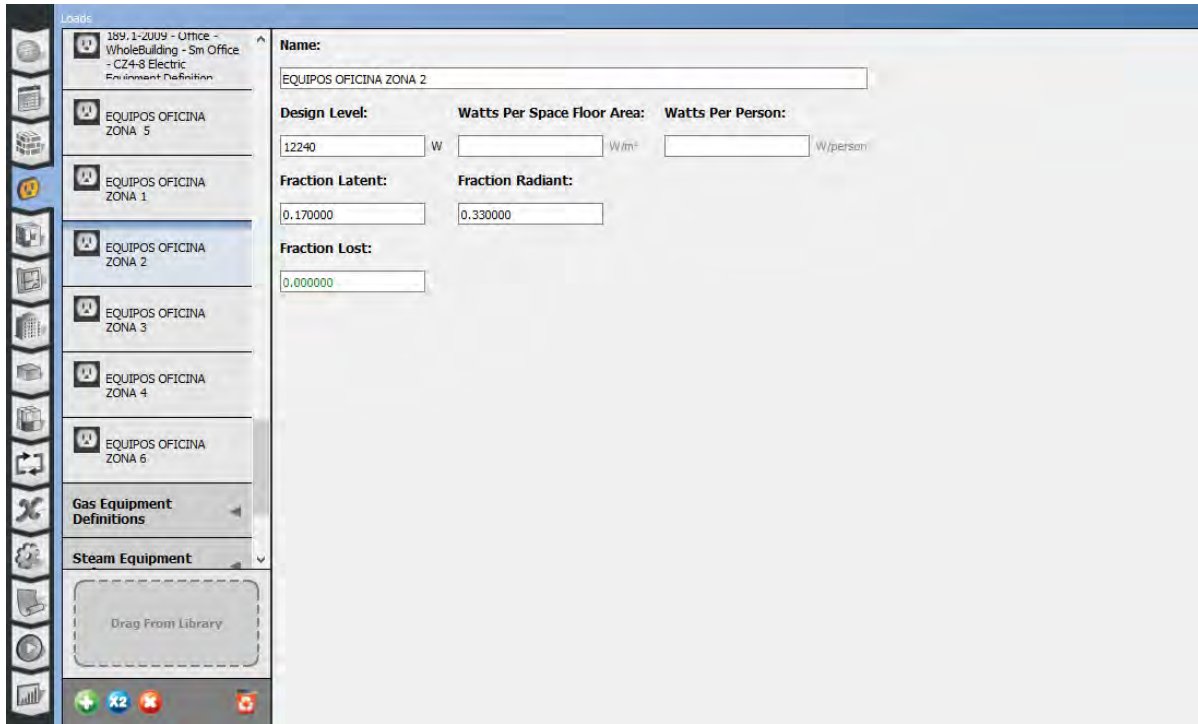 Loads
189.1-2009 - Office -
WholeBuilding - Sm Office
- CZ4-8 Electric
Equipment Definition
EQUIPOS OFICINA
ZONA 5
EQUIPOS OFICINA
ZONA 1
EQUIPOS OFICINA
ZONA 2
EQUIPOS OFICINA
ZONA 3
EQUIPOS OFICINA
ZONA 4
EQUIPOS OFICINA
ZONA 6
Gas Equipment
Definitions
Steam Equipment
Drag From Library
x2
Name:
EQUIPOS OFICINA ZONA 2
Design Level: Watts Per Space Floor Area: Watts Per Person:
12240 W W/m² W/person
Fraction Latent: Fraction Radiant:
0.170000 0.330000
Fraction Lost:
0.000000